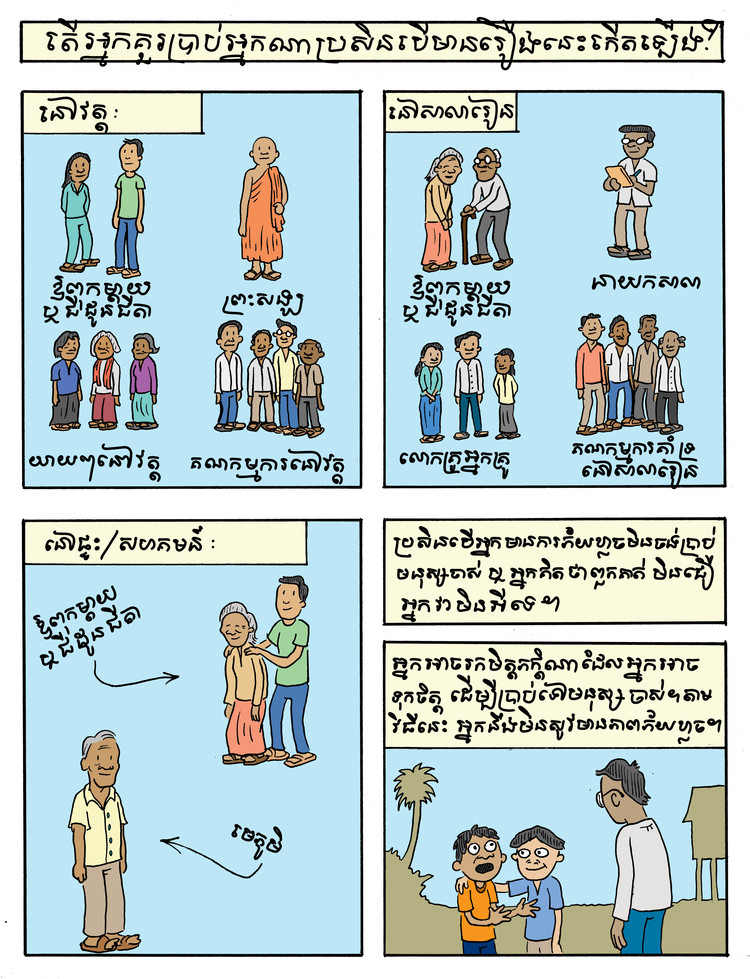 តើអ្នកគួរប្រាប់អ្នកណាប្រសិនបើមានរឿងនេះកើតឡើង?
នៅវត្ត:
ឪពុកម្ដាយ
ឬ ជីដូនជីតា
ព្រះសង្ឃ
យាយៗនៅវត្ត
គណកម្មការនៅវត្ត
នៅសាលារៀន
ឪពុកម្ដាយ
ឬ ជីដូនជីតា
នាយកសាលា
លោកគ្រូអ្នកគ្រូ
គណកម្មការគាំទ្រ
នៅសាលារៀន
នៅផ្ទះ/សហគមន៍:
ឪពុកម្ដាយ
ឬ ជីដូនជីតា
មេភូមិ
ប្រសិនបើអ្នកមានការភ័យខ្លាចមិនចង់ប្រាប់
មនុស្សចាស់ ឬ អ្នកគិតថាពួកគាត់ មិនជឿ
អ្នកវាមិនអីទេ។
អ្នកអាចរកមិត្តភក្ដិណាដែលអ្នកអាច
ទុកចិត្ត ដើម្បីប្រាប់ទៅមនុស្សចាស់។តាម
វិធីនេះ អ្នកនឹងមិនសូវមានភាពភ័យខ្លាច។